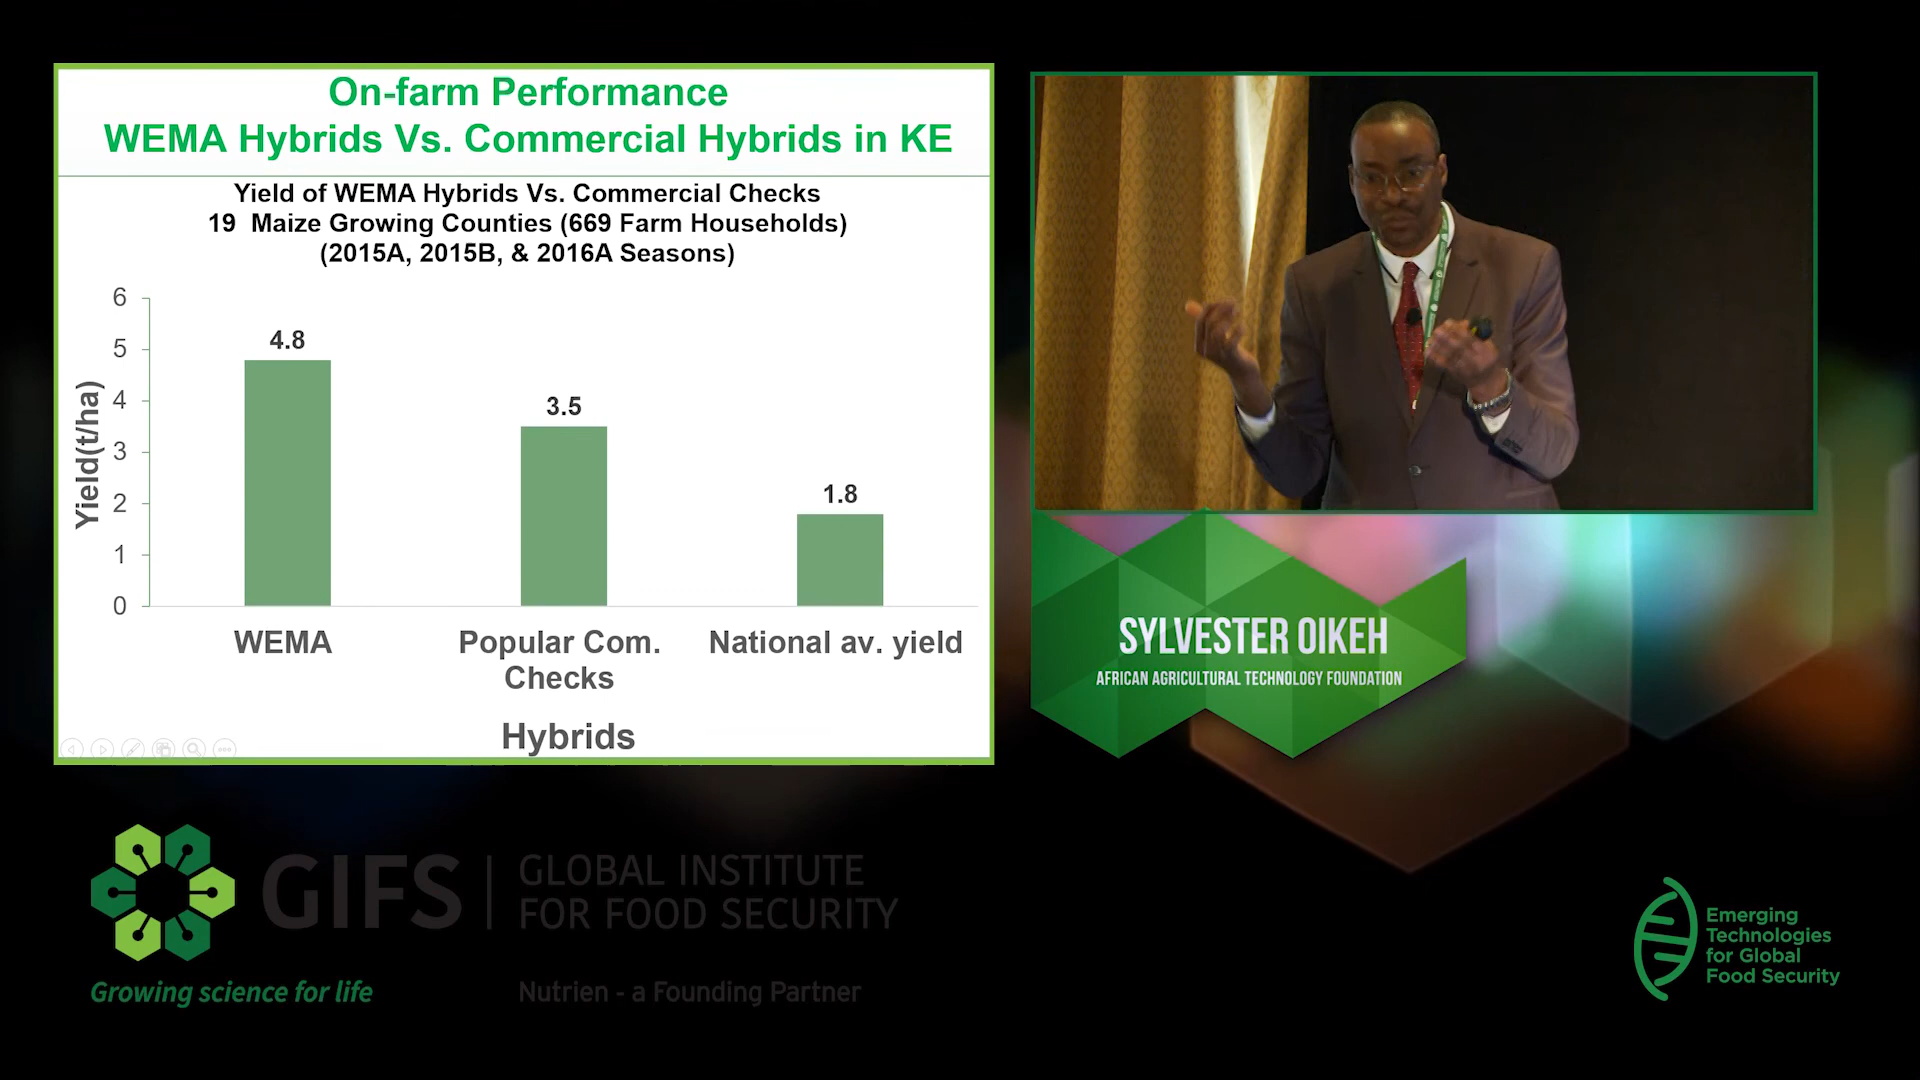 On-farm Performance
WEMA Hybrids Vs. Commercial Hybrids in KE
Yield of WEMA Hybrids Vs. Commercial Checks
19 Maize Growing Counties (669 Farm Households)
(2015A, 2015B, & 2016A Seasons)
Yield(t/ha)
6
5
4
3
2
1
0
4.8
3.5
1.8
WEMA
Popular Com.
Checks
National av. yield
Hybrids
SYLVESTER OIKEH
AFRICAN AGRICULTURAL TECHNOLOGY FOUNDATION
GIFS
GLOBAL INSTITUTE
FOR FOOD SECURITY
Growing science for life
Nutrien - a Founding Partner
Emerging
Technologies
for Global
Food Security